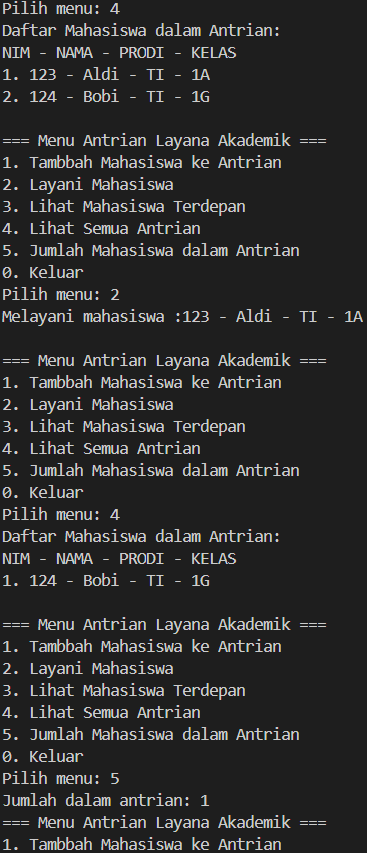 Pilih menu: 4
Daftar Mahasiswa dalam Antrian:
NIM - NAMA - PRODI - KELAS
1. 123 - Aldi - TI - 1A
2. 124 - Bobi - TI - 1G
=== Menu Antrian Layana Akademik ===
1. Tambbah Mahasiswa ke Antrian
2. Layani Mahasiswa
3. Lihat Mahasiswa Terdepan
4. Lihat Semua Antrian
5. Jumlah Mahasiswa dalam Antrian
0. Keluar
Pilih menu: 2
Melayani mahasiswa :123 - Aldi - TI - 1A
=== Menu Antrian Layana Akademik ===
1. Tambbah Mahasiswa ke Antrian
2. Layani Mahasiswa
3. Lihat Mahasiswa Terdepan
4. Lihat Semua Antrian
5. Jumlah Mahasiswa dalam Antrian
0. Keluar
Pilih menu: 4
Daftar Mahasiswa dalam Antrian:
NIM - NAMA - PRODI - KELAS
1. 124 - Bobi - TI - 1G
=== Menu Antrian Layana Akademik ===
1. Tambbah Mahasiswa ke Antrian
2. Layani Mahasiswa
3. Lihat Mahasiswa Terdepan
4. Lihat Semua Antrian
5. Jumlah Mahasiswa dalam Antrian
0. Keluar
Pilih menu: 5
Jumlah dalam antrian: 1
=== Menu Antrian Layana Akademik ===
1. Tambbah Mahasiswa ke Antrian